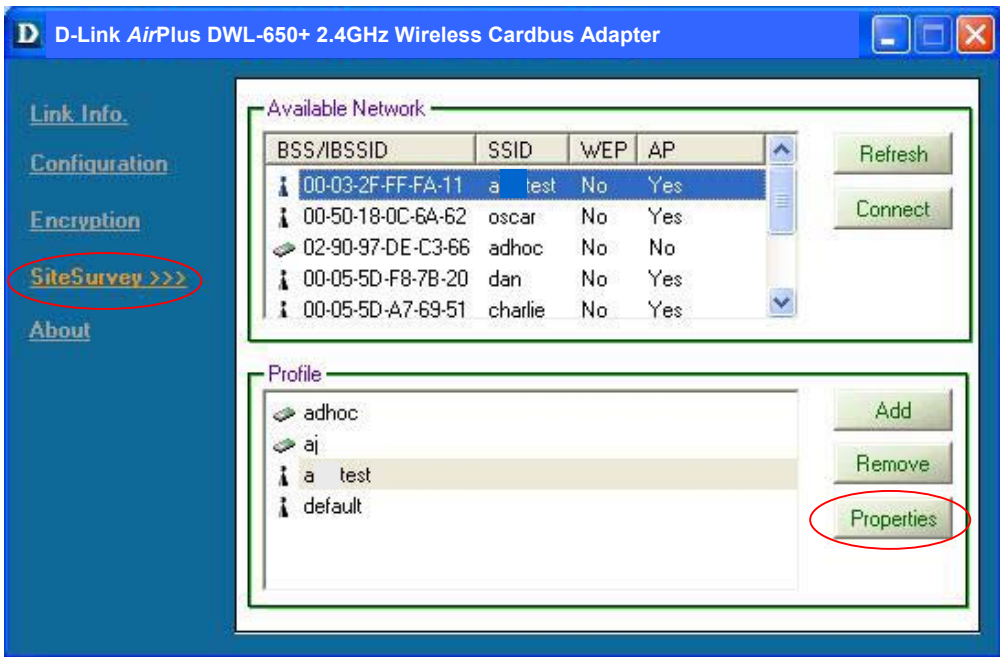 D D-Link AirPlus DWL-650+ 2.4GHz Wireless Cardbus Adapter
Link Info.
Configuration
Encryption
SiteSurvey >>>
About
Available Network
BSS/IBSSID SSID WEP AP
00-03-2F-FF-FA-11 a test No Yes
00-50-18-0C-6A-62 oscar No Yes
02-90-97-DE-C3-66 adhoc No No
00-05-5D-F8-7B-20 dan No Yes
00-05-5D-A7-69-51 charlie No Yes
Refresh
Connect
Profile
adhoc
aj
a test
default
Add
Remove
Properties